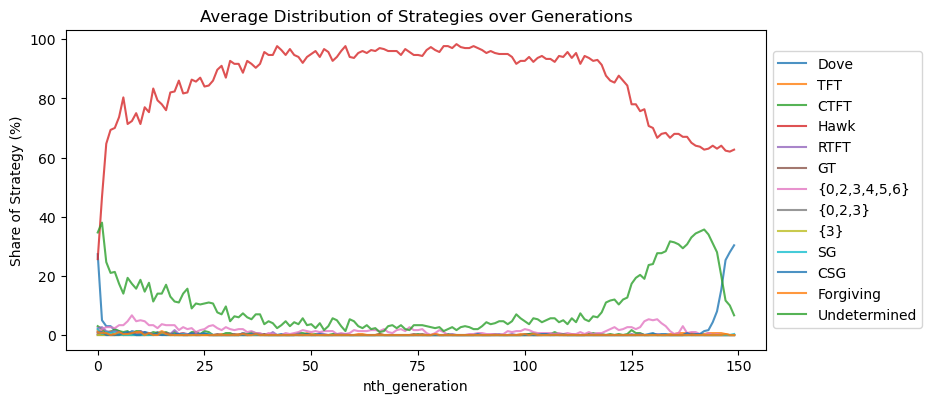 Average Distribution of Strategies over Generations
Share of Strategy (%)
100
80
60
40
20
0
0
25
50
75
100
125
150
nth_generation
Dove
TFT
CTFT
Hawk
RTFT
GT
{0,2,3,4,5,6}
{0,2,3}
{3}
SG
CSG
Forgiving
Undetermined